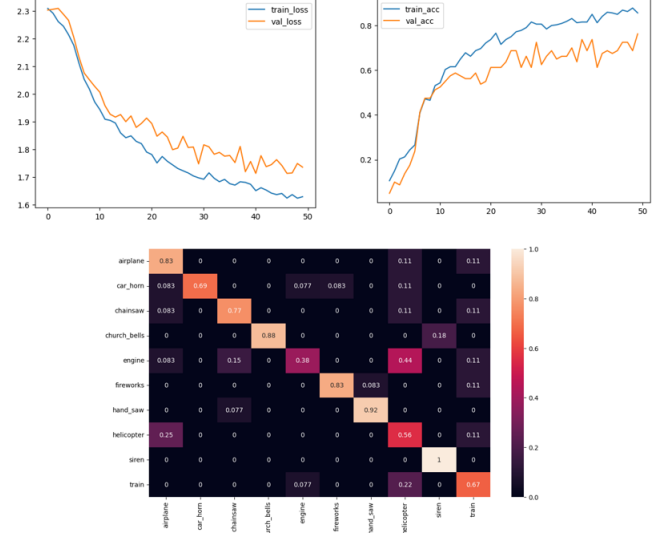 train_loss
val_loss
2.3
2.2
2.1
2.0
1.9
1.8
1.7
1.6
0 10 20 30 40 50
train_acc
val_acc
0.8
0.6
0.4
0.2
0 10 20 30 40 50
airplane 0.83 0 0 0 0 0 0 0.11 0 0.11
car_horn 0.083 0.69 0 0 0.077 0.083 0 0.11 0 0
chainsaw 0.083 0 0.77 0 0 0 0 0.11 0 0.11
church_bells 0 0 0 0.88 0 0 0 0 0.18 0
engine 0.083 0 0.15 0 0.38 0 0 0.44 0 0.11
fireworks 0 0 0 0 0 0.83 0.083 0 0 0.11
hand_saw 0 0 0.077 0 0 0 0.92 0 0 0
helicopter 0.25 0 0 0 0 0 0 0.56 0 0.11
siren 0 0 0 0 0 0 0 0 1 0
train 0 0 0 0 0.077 0 0 0.22 0 0.67
airplane car_horn chainsaw urch_bells engine fireworks hand_saw helicopter siren train
1.0
0.8
0.6
0.4
0.2
0.0